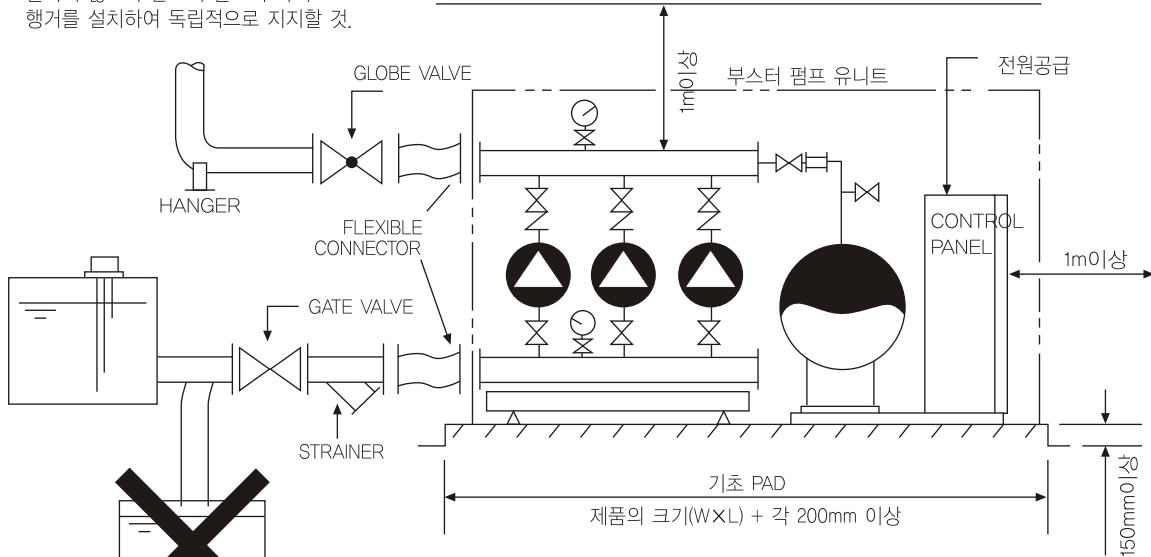 행거를 설치하여 독립적으로 지지할 것.
GLOBE VALVE
1m이상
부스터 펌프 유니트
전원공급
HANGER
FLEXIBLE
CONNECTOR
CONTROL
PANEL
1m이상
GATE VALVE
STRAINER
기초 PAD
제품의 크기(W×L) + 각 200mm 이상
150mm이상